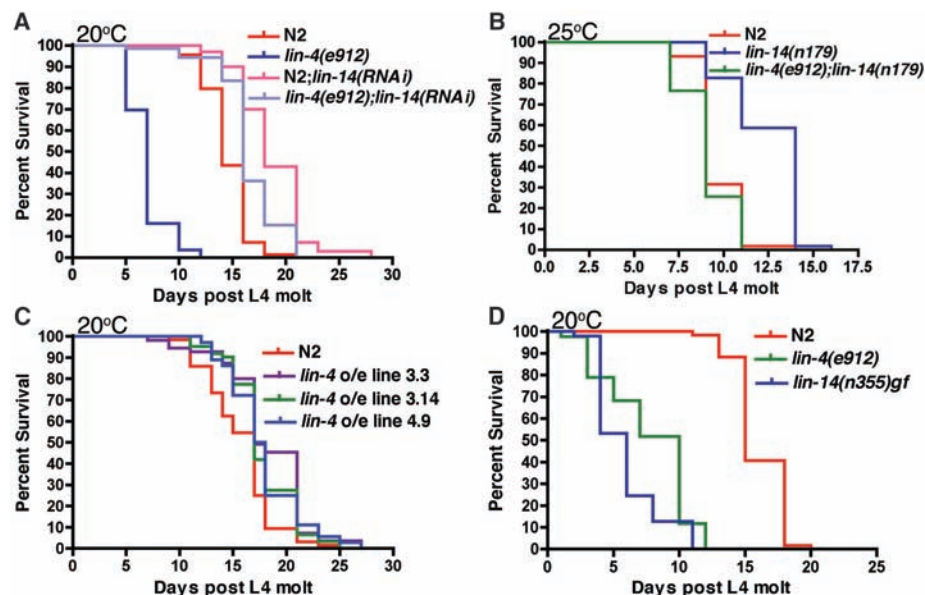 A
20°C
N2
lin-4(e912)
N2;lin-14(RNAi)
lin-4(e912);lin-14(RNAi)
Percent Survival
100
90
80
70
60
50
40
30
20
10
0
0 5 10 15 20 25 30
Days post L4 molt
B
25°C
N2
lin-14(n179)
lin-4(e912);lin-14(n179)
Percent Survival
100
90
80
70
60
50
40
30
20
10
0
0.0 2.5 5.0 7.5 10.0 12.5 15.0 17.5
Days post L4 molt
C
20°C
N2
lin-4 o/e line 3.3
lin-4 o/e line 3.14
lin-4 o/e line 4.9
Percent Survival
100
90
80
70
60
50
40
30
20
10
0
0 5 10 15 20 25 30
Days post L4 molt
D
20°C
N2
lin-4(e912)
lin-14(n355)gf
Percent Survival
100
90
80
70
60
50
40
30
20
10
0
0 5 10 15 20 25
Days post L4 molt